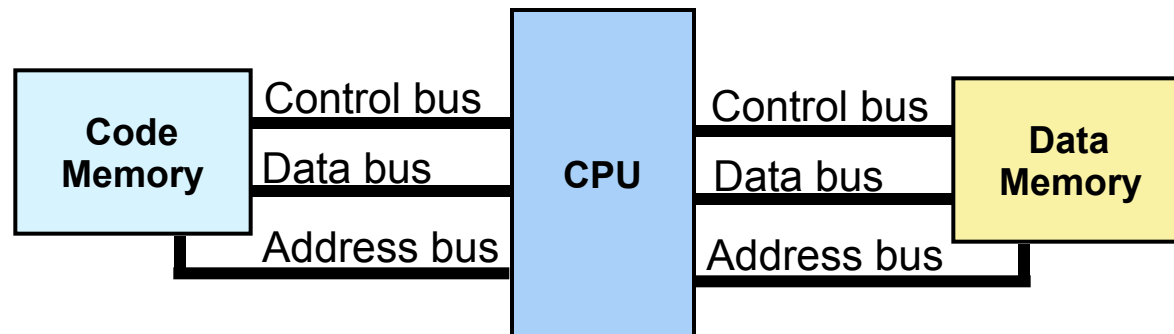 Code
Memory
Control bus
Data bus
Address bus
CPU
Control bus
Data bus
Address bus
Data
Memory